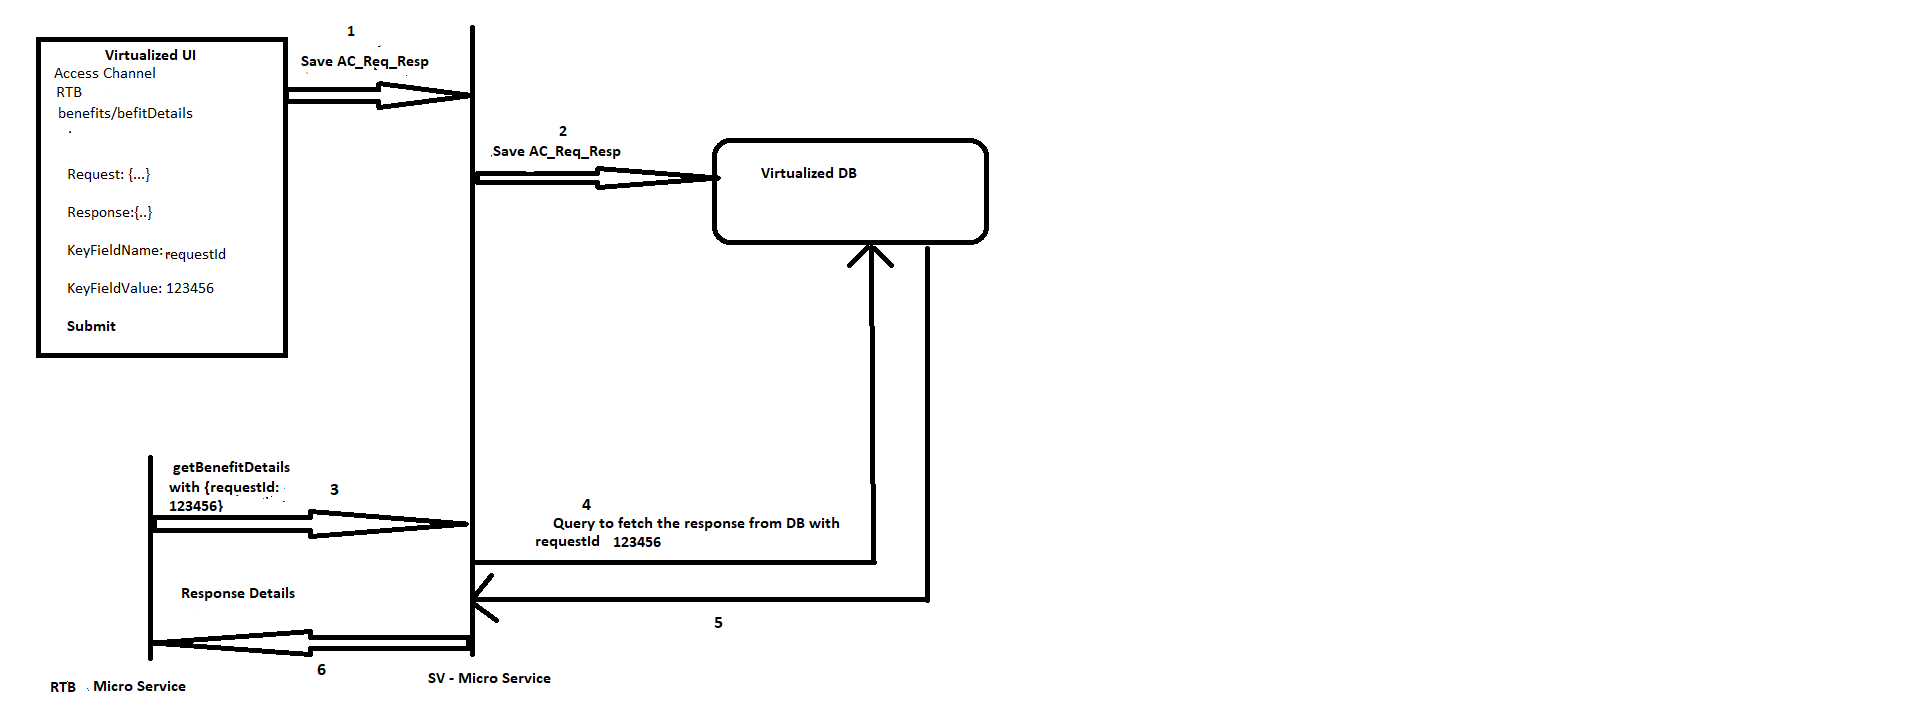 1
Save AC_Req_Resp
Virtualized UI
Access Channel
RTB
benefits/befitDetails
Request: {...}
Response:{..}
KeyFieldName: requestId
KeyFieldValue: 123456
Submit
2
Save AC_Req_Resp
Virtualized DB
getBenefitDetails
with {requestId:
123456}
3
4
Query to fetch the response from DB with
requestId 123456
Response Details
5
6
RTB Micro Service
SV - Micro Service